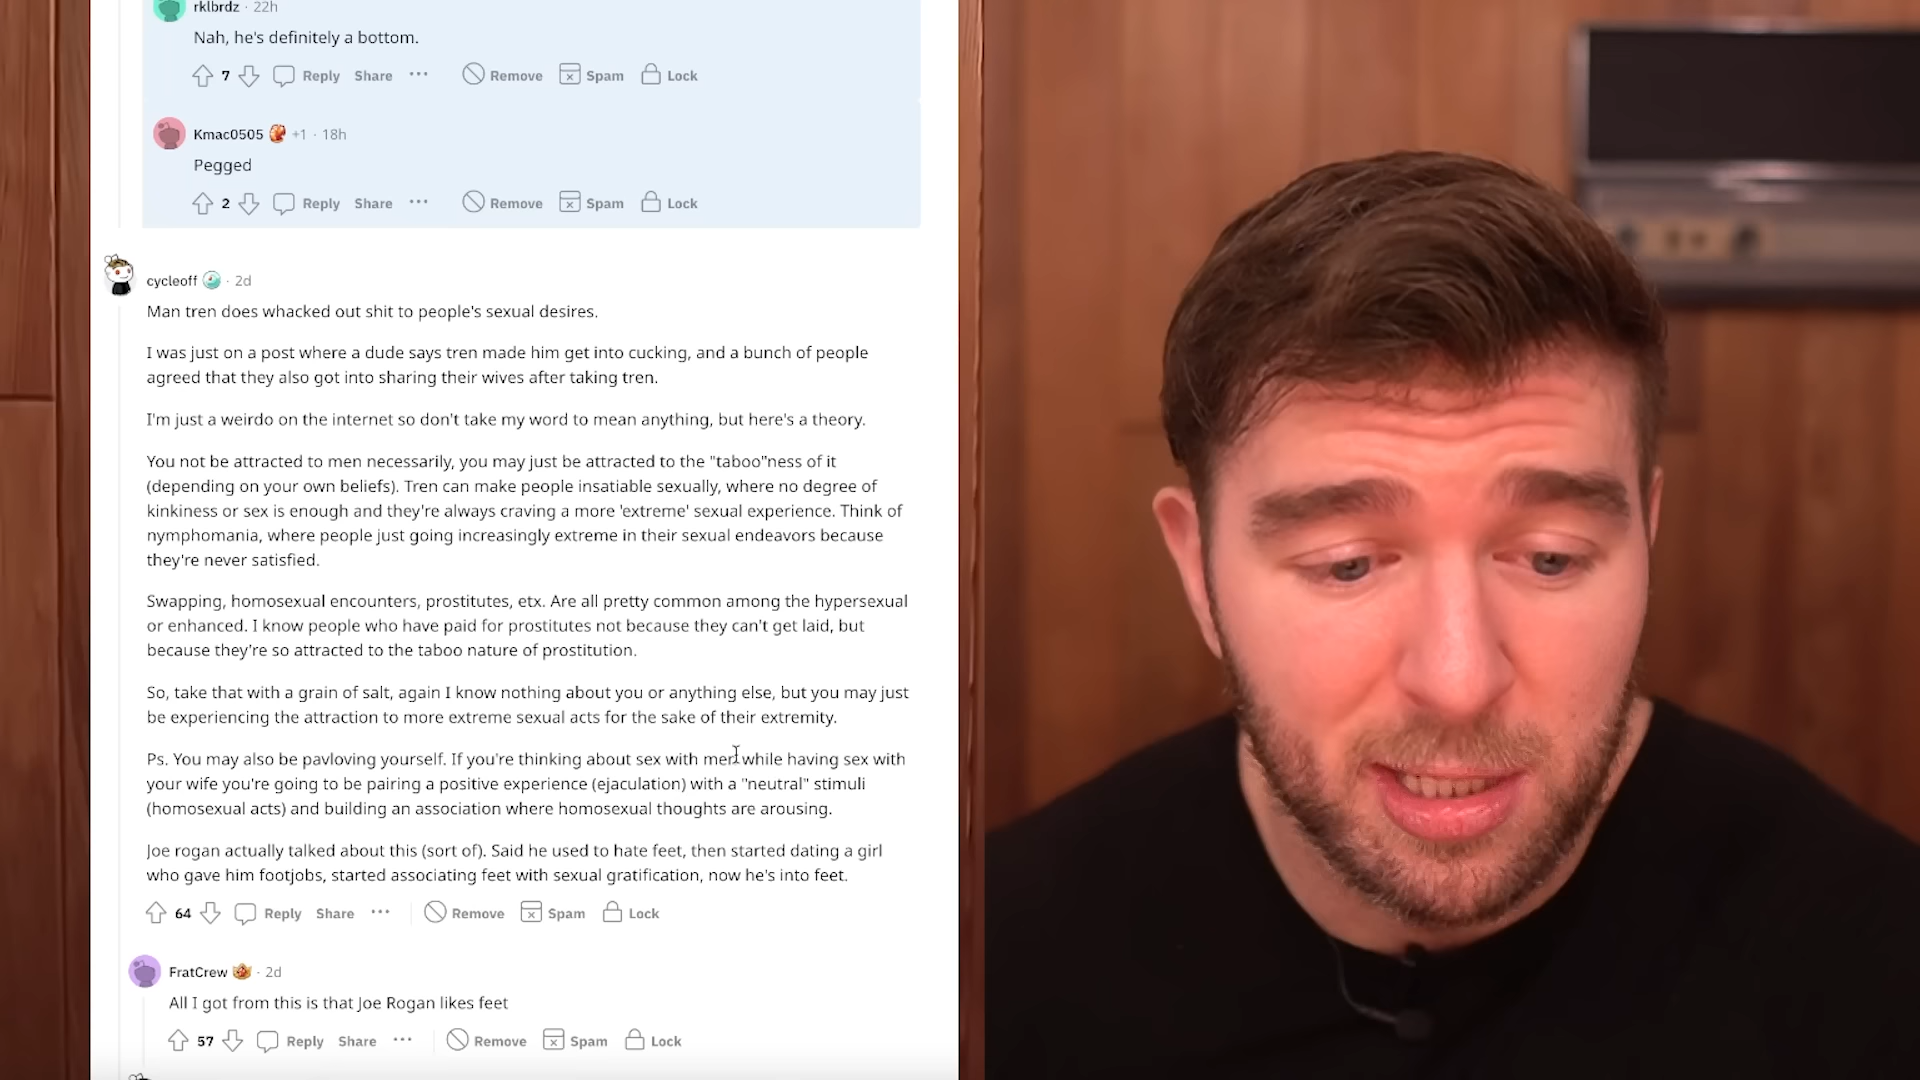 rklbrdz · 22h
Nah, he's definitely a bottom.
7 Reply Share ··· Remove Spam Lock
Kmac0505 +1 · 18h
Pegged
2 Reply Share ··· Remove Spam Lock
cycleoff · 2d
Man tren does whacked out shit to people's sexual desires.
I was just on a post where a dude says tren made him get into cucking, and a bunch of people
agreed that they also got into sharing their wives after taking tren.
I'm just a weirdo on the internet so don't take my word to mean anything, but here's a theory.
You not be attracted to men necessarily, you may just be attracted to the "taboo"ness of it
(depending on your own beliefs). Tren can make people insatiable sexually, where no degree of
kinkiness or sex is enough and they're always craving a more 'extreme' sexual experience. Think of
nymphomania, where people just going increasingly extreme in their sexual endeavors because
they're never satisfied.
Swapping, homosexual encounters, prostitutes, etx. Are all pretty common among the hypersexual
or enhanced. I know people who have paid for prostitutes not because they can't get laid, but
because they're so attracted to the taboo nature of prostitution.
So, take that with a grain of salt, again I know nothing about you or anything else, but you may just
be experiencing the attraction to more extreme sexual acts for the sake of their extremity.
Ps. You may also be pavloving yourself. If you're thinking about sex with men while having sex with
your wife you're going to be pairing a positive experience (ejaculation) with a "neutral" stimuli
(homosexual acts) and building an association where homosexual thoughts are arousing.
Joe rogan actually talked about this (sort of). Said he used to hate feet, then started dating a girl
who gave him footjobs, started associating feet with sexual gratification, now he's into feet.
64 Reply Share ··· Remove Spam Lock
FratCrew · 2d
All I got from this is that Joe Rogan likes feet
57 Reply Share ··· Remove Spam Lock